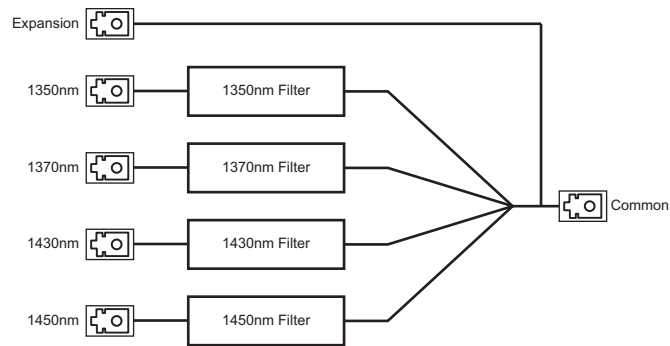 Expansion
1350nm
1350nm Filter
1370nm
1370nm Filter
Common
1430nm
1430nm Filter
1450nm
1450nm Filter